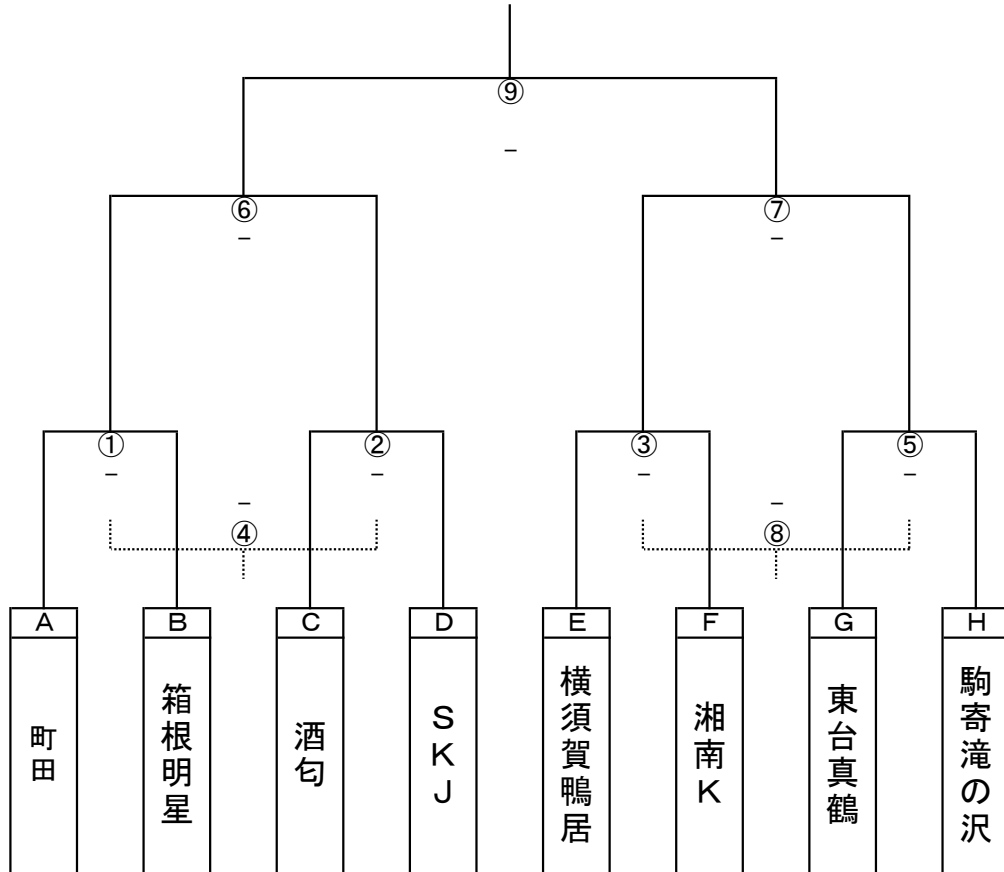 ⑨
–
⑥
⑦
–
–
①
②
③
⑤
–
–
–
–
–
–
④
⑧
A
B
C
D
E
F
G
H
町田
箱根明星
酒匂
SKJ
横須賀鴨居
湘南K
東台真鶴
駒寄滝の沢